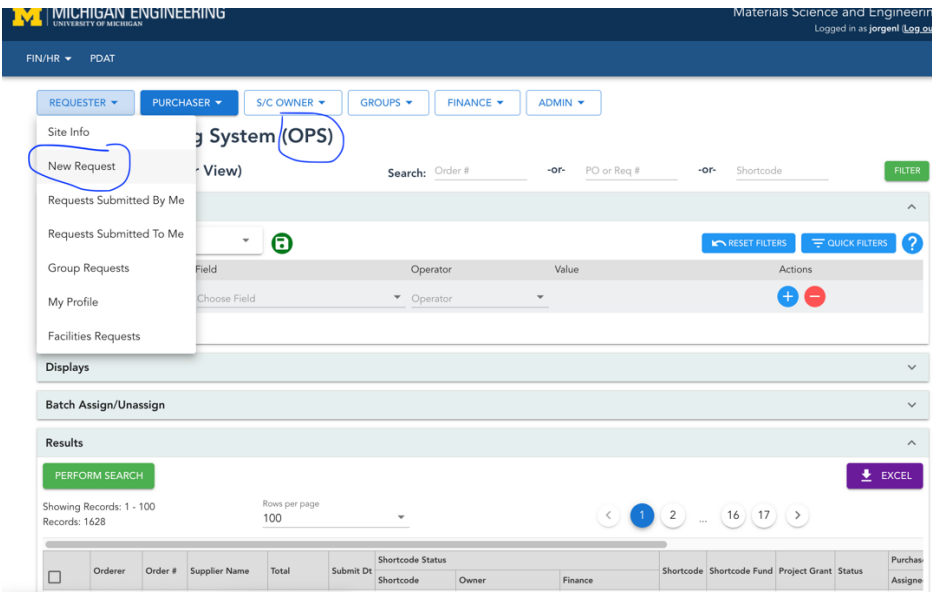 MICHIGAN ENGINEERING
UNIVERSITY OF MICHIGAN
Materials Science and Engineerin
Logged in as jorgenl (Log ou
FIN/HR PDAT
REQUESTER PURCHASER S/C OWNER GROUPS FINANCE ADMIN
Site Info
g System (OPS)
New Request
View)
Search: Order # -or- PO or Req # -or- Shortcode FILTER
Requests Submitted By Me
Requests Submitted To Me
RESET FILTERS QUICK FILTERS ?
Group Requests
Field Operator Value Actions
My Profile
Choose Field Operator
Facilities Requests
Displays
Batch Assign/Unassign
Results
PERFORM SEARCH EXCEL
Showing Records: 1 - 100
Records: 1628
Rows per page
100
1 2 ... 16 17
Orderer Order # Supplier Name Total Submit Dt Shortcode Status Shortcode Shortcode Fund Project Grant Status Purchase
Shortcode Owner Finance Assigne